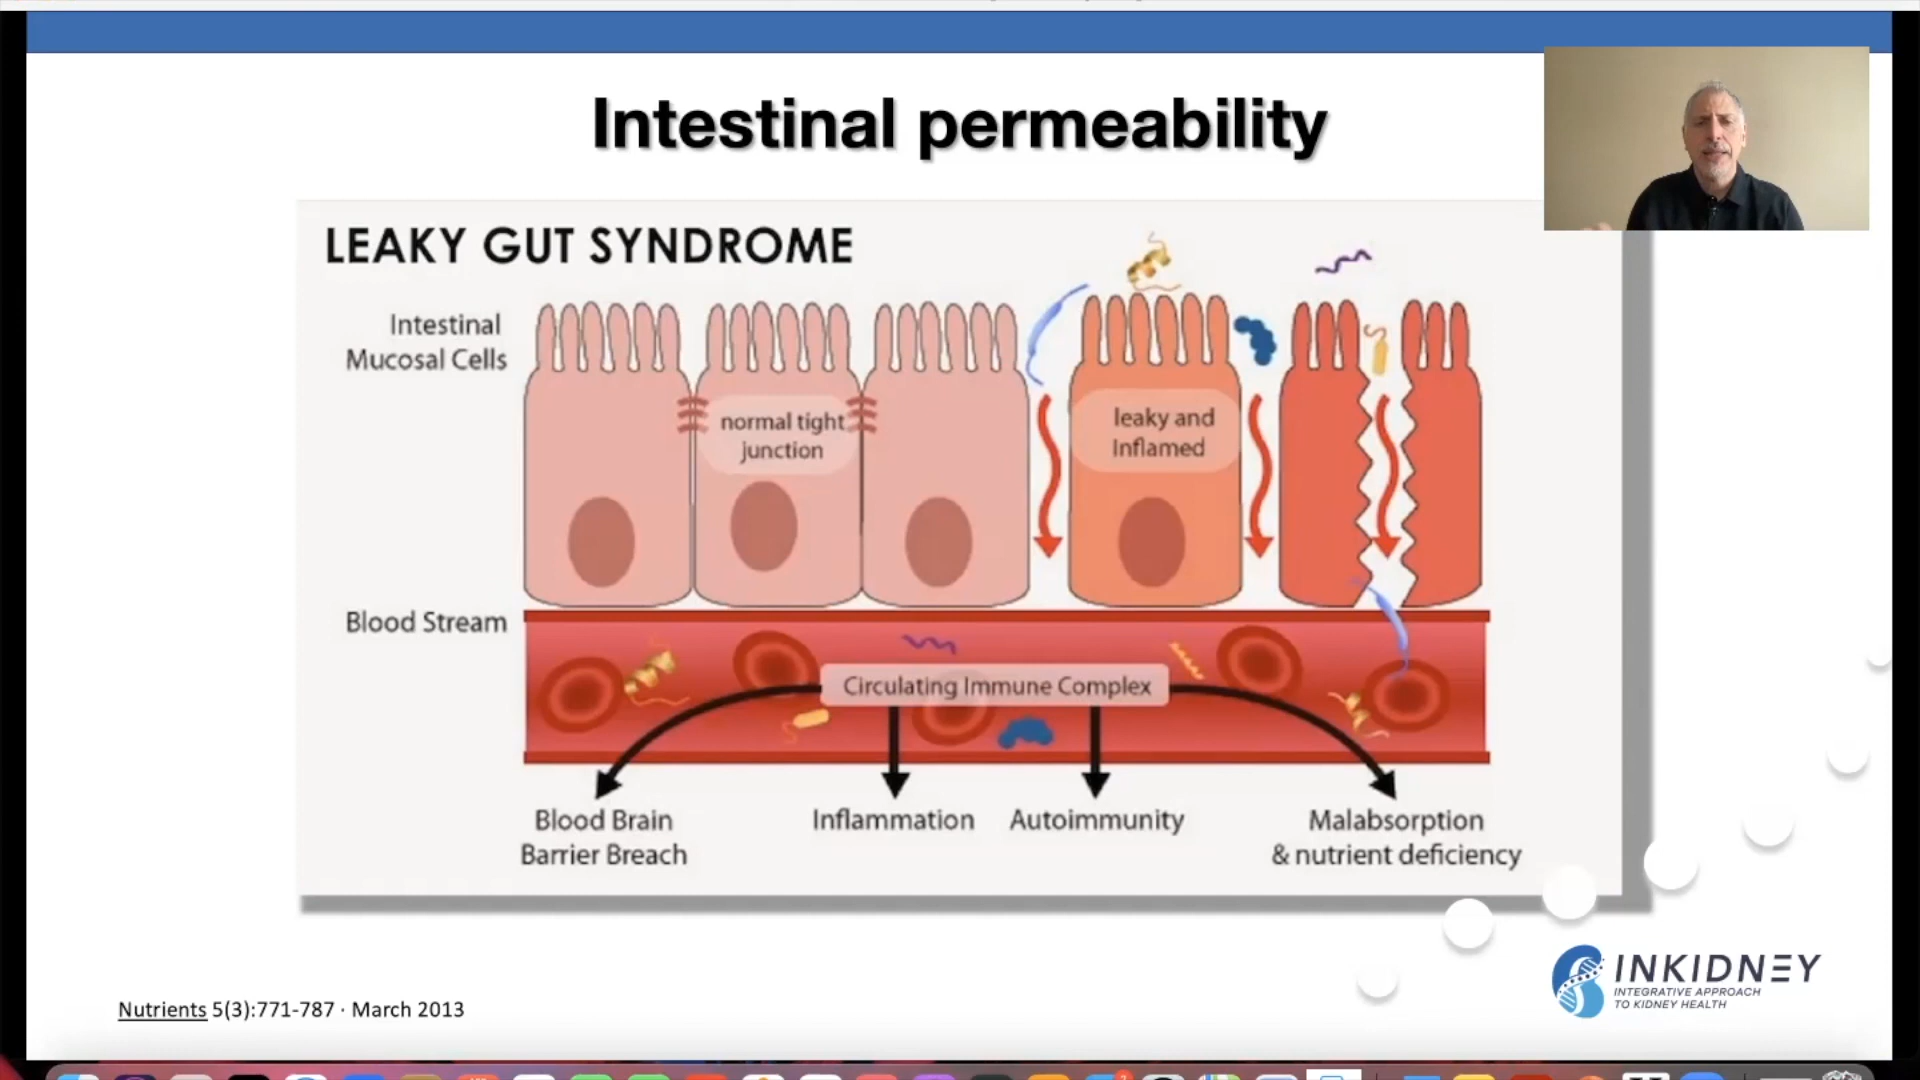 Intestinal permeability
LEAKY GUT SYNDROME
Intestinal
Mucosal Cells
normal tight
junction
leaky and
Inflamed
Blood Stream
Circulating Immune Complex
Blood Brain
Barrier Breach
Inflammation
Autoimmunity
Malabsorption
& nutrient deficiency
Nutrients 5(3):771-787 · March 2013
INKIDNEY
INTEGRATIVE APPROACH
TO KIDNEY HEALTH